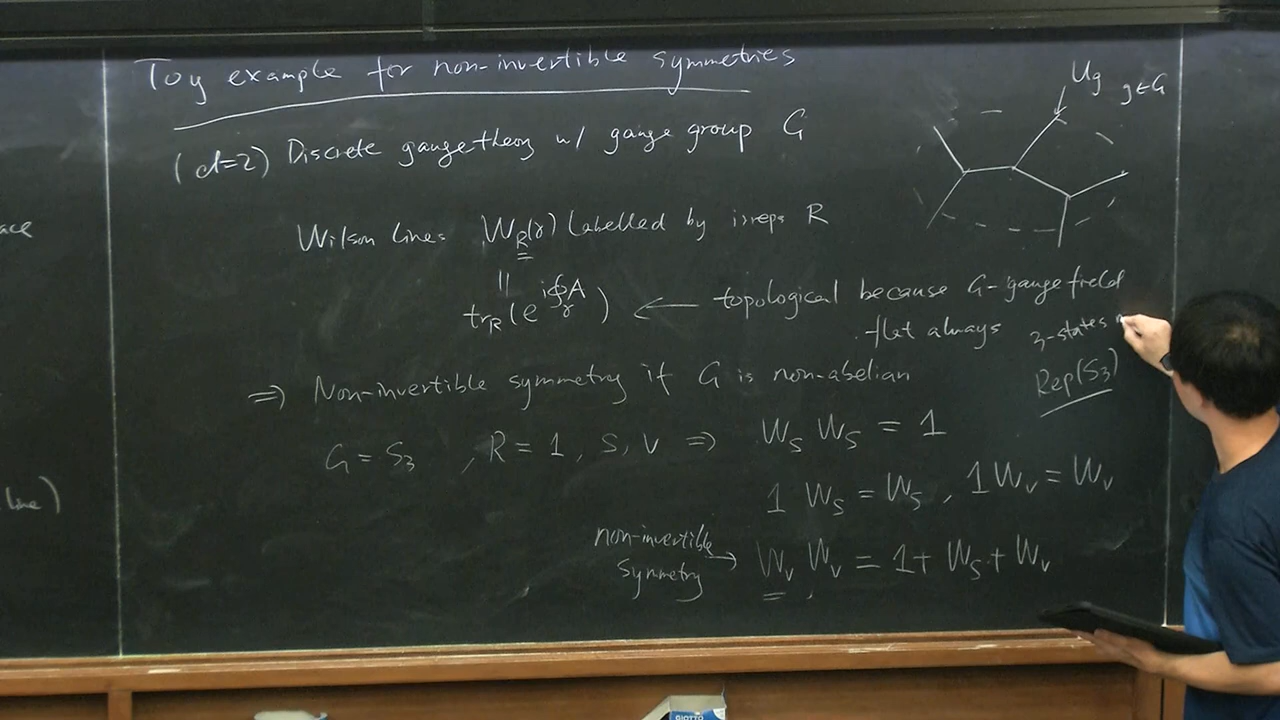 Toy example for non-invertible symmetries
U_g g∈G
(d=2) Discrete gauge theory w/ gauge group G
ace
Wilson lines W_R(γ) labelled by irreps R
||
tr_R(e^{i∮_γ A}) ← topological because G-gauge field
flat always
3-states
Rep(S_3)
⇒ Non-invertible symmetry if G is non-abelian
G = S_3 , R = 1, S, V ⇒ W_S W_S = 1
1 W_S = W_S , 1 W_V = W_V
line)
non-invertible
symmetry → W_V W_V = 1 + W_S + W_V
GIOTTO